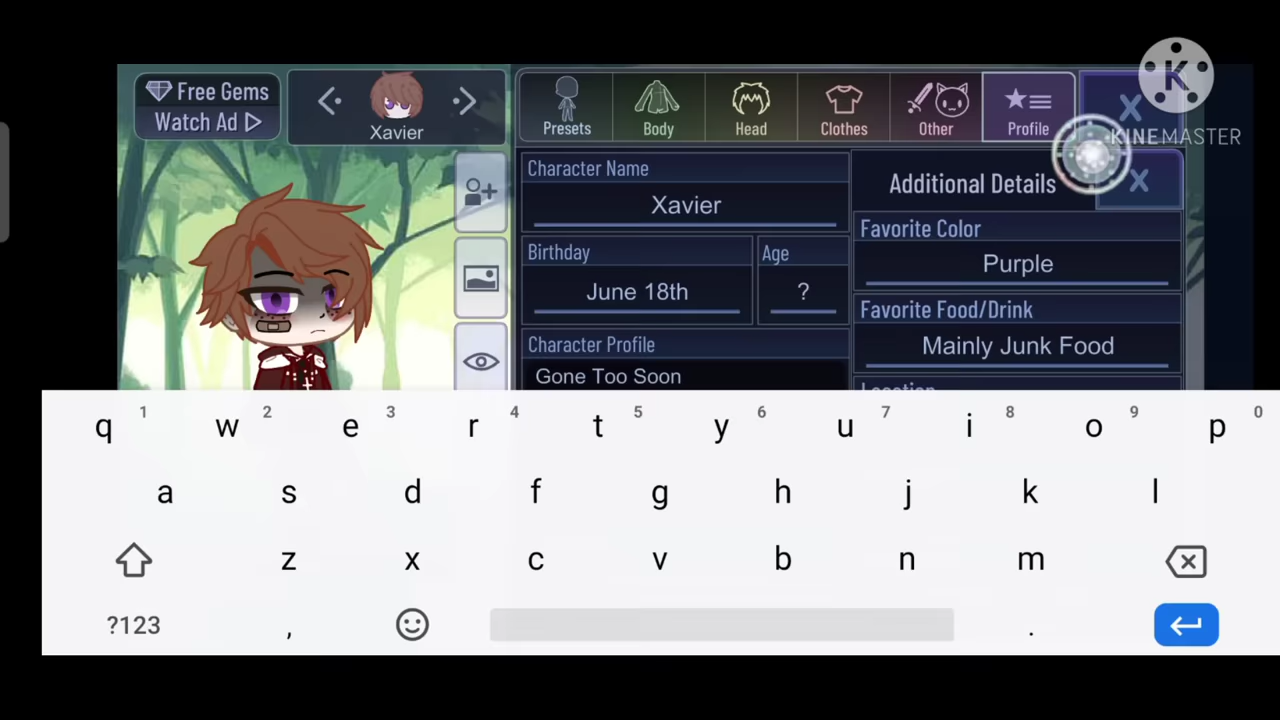 Free Gems
Watch Ad
Xavier
Presets
Body
Head
Clothes
Other
Profile
X
K
KINEMASTER
Character Name
Xavier
Additional Details
X
Birthday
June 18th
Age
?
Favorite Color
Purple
Favorite Food/Drink
Mainly Junk Food
Character Profile
Gone Too Soon
Location
1 2 3 4 5 6 7 8 9 0
q w e r t y u i o p
a s d f g h j k l
z x c v b n m
?123 , .